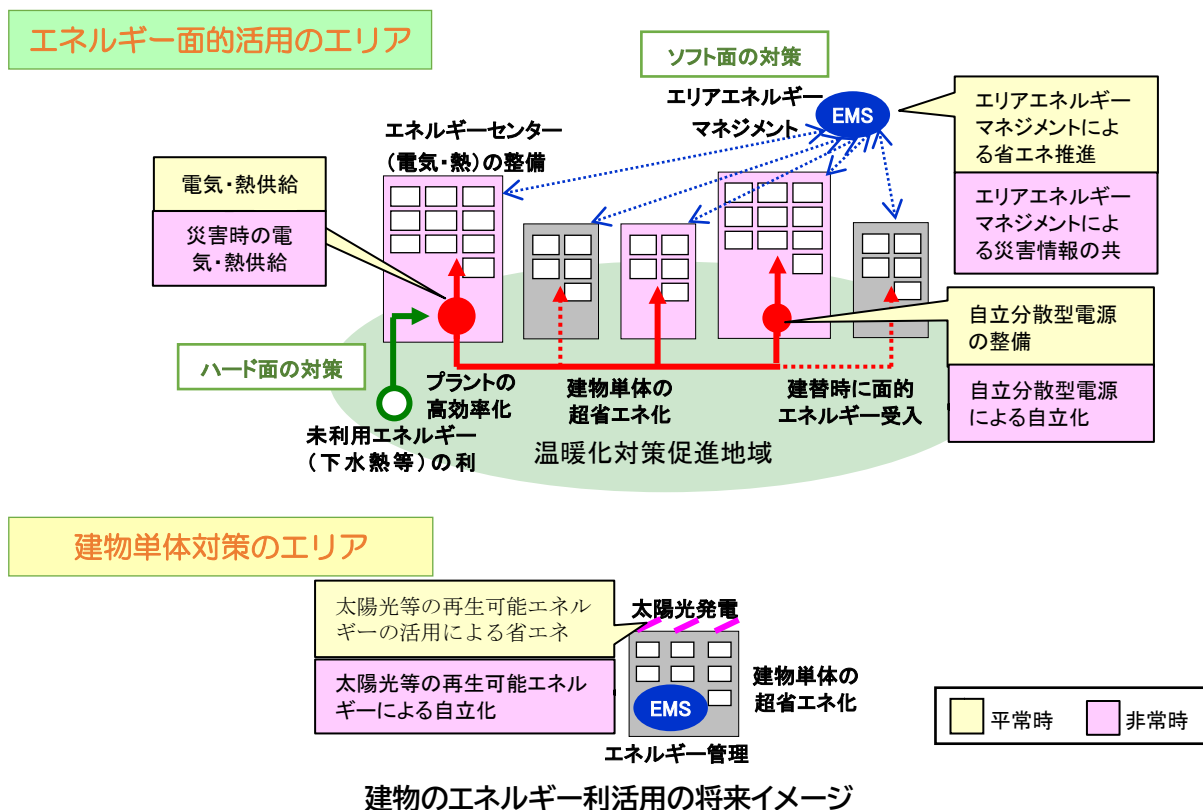 エネルギー面的活用のエリア
ソフト面の対策
エリアエネルギー
マネジメント
EMS
エリアエネルギー
マネジメントによ
る省エネ推進
エリアエネルギー
マネジメントによ
る災害情報の共
エネルギーセンター
（電気・熱）の整備
電気・熱供給
災害時の電
気・熱供給
自立分散型電源
の整備
自立分散型電源
による自立化
ハード面の対策
プラントの
高効率化
建物単体の
超省エネ化
建替時に面的
エネルギー受入
未利用エネルギー
（下水熱等）の利
温暖化対策促進地域
建物単体対策のエリア
太陽光等の再生可能エネル
ギーの活用による省エネ
太陽光等の再生可能エネル
ギーによる自立化
太陽光発電
EMS
建物単体の
超省エネ化
エネルギー管理
平常時
非常時
建物のエネルギー利活用の将来イメージ